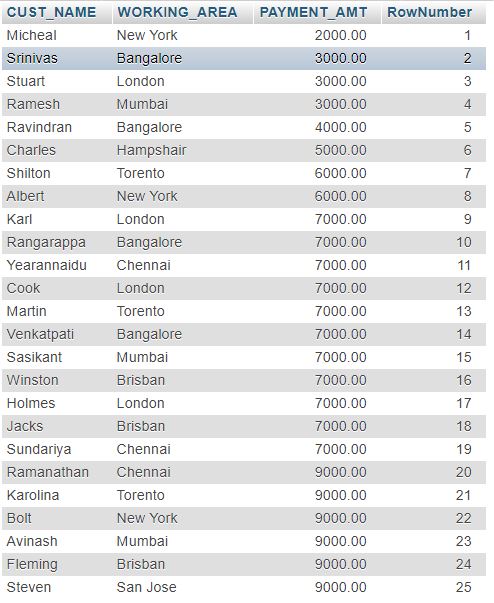 CUST_NAME WORKING_AREA PAYMENT_AMT RowNumber
Micheal New York 2000.00 1
Srinivas Bangalore 3000.00 2
Stuart London 3000.00 3
Ramesh Mumbai 3000.00 4
Ravindran Bangalore 4000.00 5
Charles Hampshair 5000.00 6
Shilton Torento 6000.00 7
Albert New York 6000.00 8
Karl London 7000.00 9
Rangarappa Bangalore 7000.00 10
Yearannaidu Chennai 7000.00 11
Cook London 7000.00 12
Martin Torento 7000.00 13
Venkatpati Bangalore 7000.00 14
Sasikant Mumbai 7000.00 15
Winston Brisban 7000.00 16
Holmes London 7000.00 17
Jacks Brisban 7000.00 18
Sundariya Chennai 7000.00 19
Ramanathan Chennai 9000.00 20
Karolina Torento 9000.00 21
Bolt New York 9000.00 22
Avinash Mumbai 9000.00 23
Fleming Brisban 9000.00 24
Steven San Jose 9000.00 25